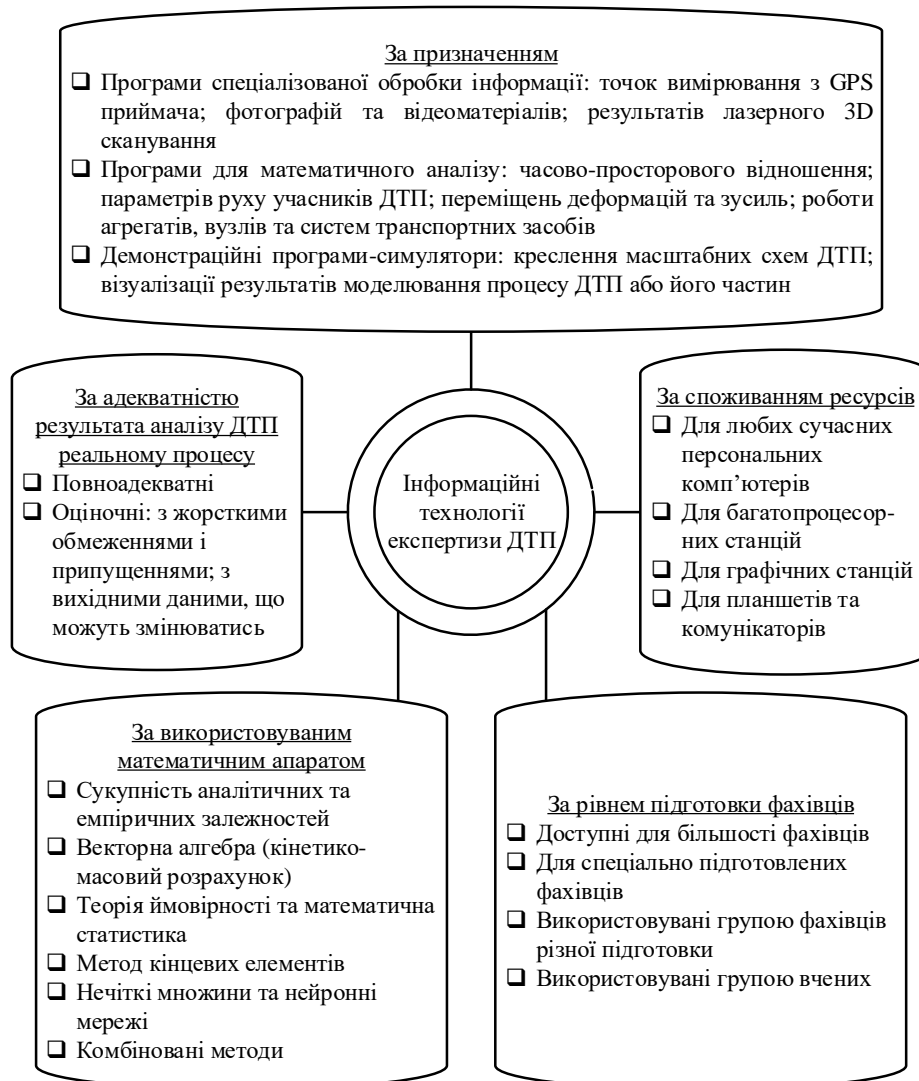 За призначенням
❑ Програми спеціалізованої обробки інформації: точок вимірювання з GPS
приймача; фотографій та відеоматеріалів; результатів лазерного 3D
сканування
❑ Програми для математичного аналізу: часово-просторового відношення;
параметрів руху учасників ДТП; переміщень деформацій та зусиль; роботи
агрегатів, вузлів та систем транспортних засобів
❑ Демонстраційні програми-симулятори: креслення масштабних схем ДТП;
візуалізації результатів моделювання процесу ДТП або його частин
За адекватністю
результата аналізу ДТП
реальному процесу
❑ Повноадекватні
❑ Оціночні: з жорсткими
обмеженнями і
припущеннями; з
вихідними даними, що
можуть змінюватись
Інформаційні
технології
експертизи ДТП
За споживанням ресурсів
❑ Для любих сучасних
персональних
комп’ютерів
❑ Для багатопроцесор-
них станцій
❑ Для графічних станцій
❑ Для планшетів та
комунікаторів
За використовуваним
математичним апаратом
❑ Сукупність аналітичних та
емпіричних залежностей
❑ Векторна алгебра (кінетико-
масовий розрахунок)
❑ Теорія ймовірності та математична
статистика
❑ Метод кінцевих елементів
❑ Нечіткі множини та нейронні
мережі
❑ Комбіновані методи
За рівнем підготовки фахівців
❑ Доступні для більшості фахівців
❑ Для спеціально підготовлених
фахівців
❑ Використовувані групою фахівців
різної підготовки
❑ Використовувані групою вчених